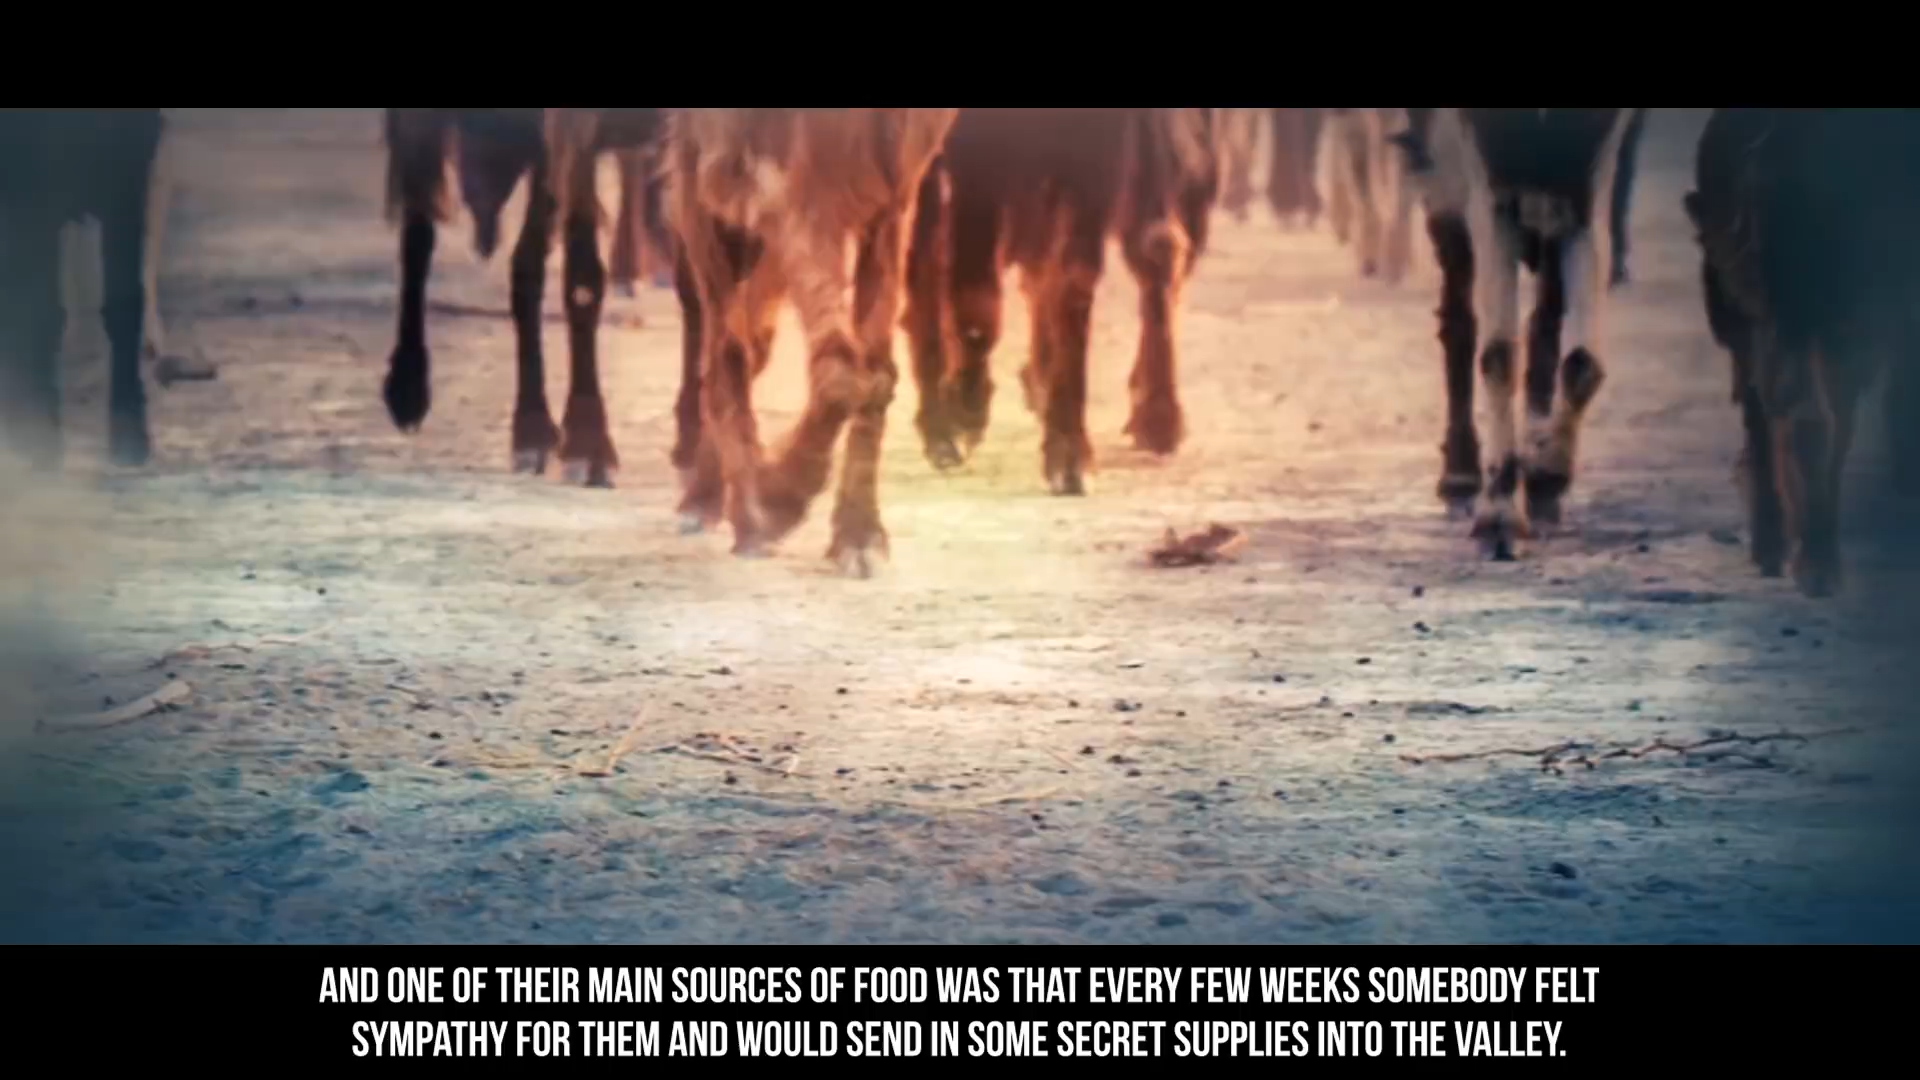 AND ONE OF THEIR MAIN SOURCES OF FOOD WAS THAT EVERY FEW WEEKS SOMEBODY FELT
SYMPATHY FOR THEM AND WOULD SEND IN SOME SECRET SUPPLIES INTO THE VALLEY.